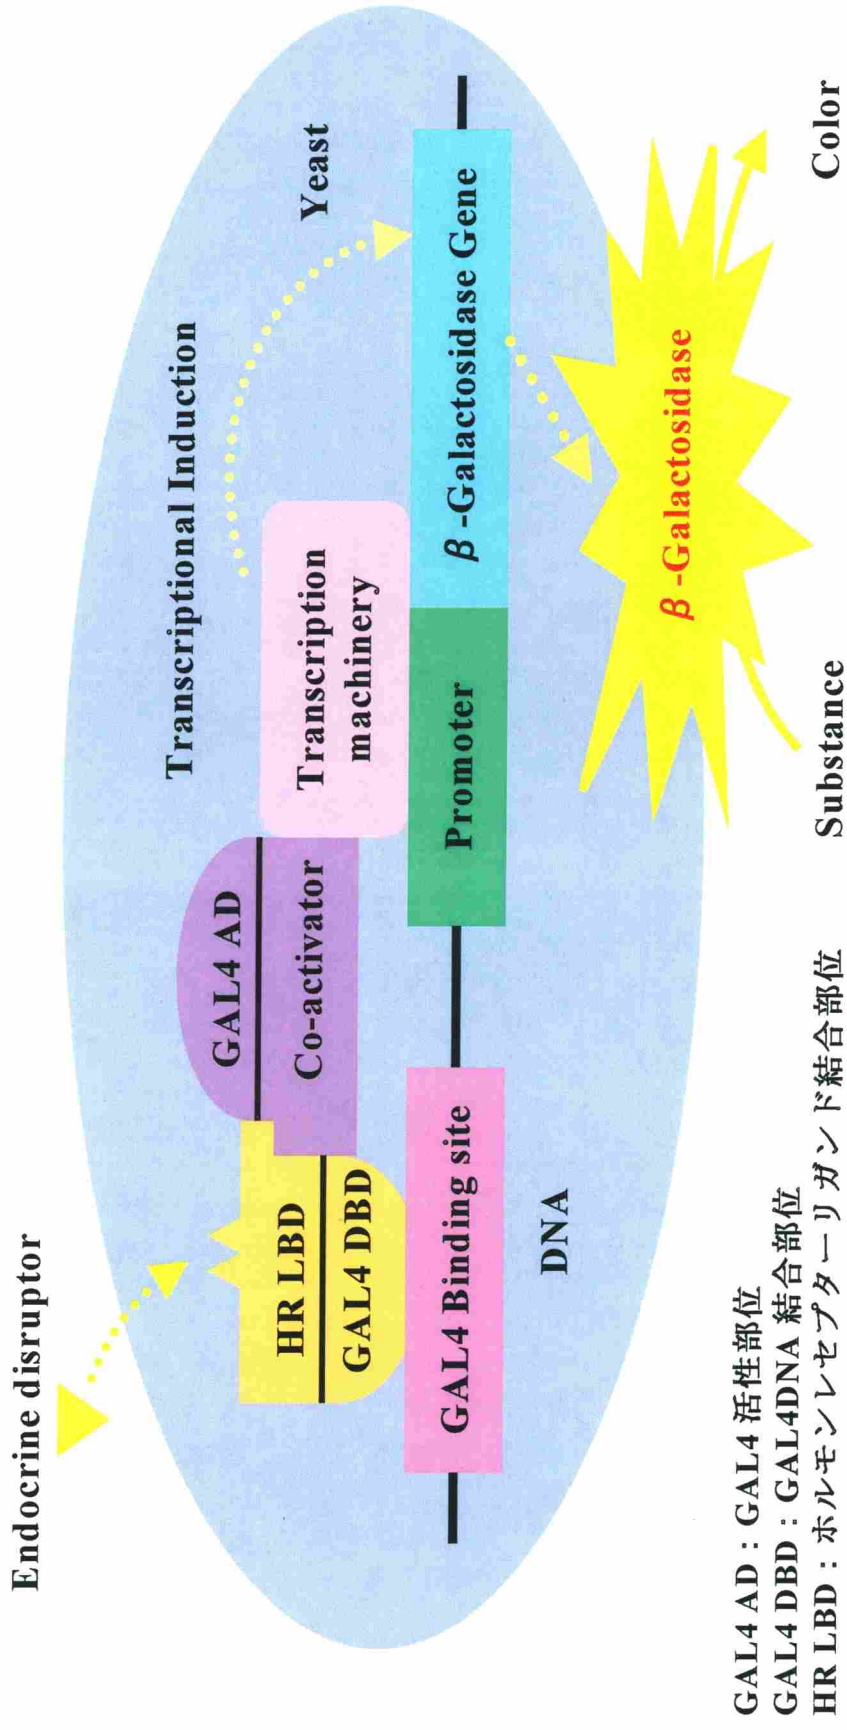 Endocrine disruptor
Transcriptional Induction
Yeast
GAL4 AD
Co-activator
HR LBD
GAL4 DBD
Transcription
machinery
GAL4 Binding site
Promoter
β-Galactosidase Gene
DNA
β-Galactosidase
Substance
Color
GAL4 AD：GAL4 活性部位
GAL4 DBD：GAL4DNA 結合部位
HR LBD：ホルモンレセプターリガンド結合部位